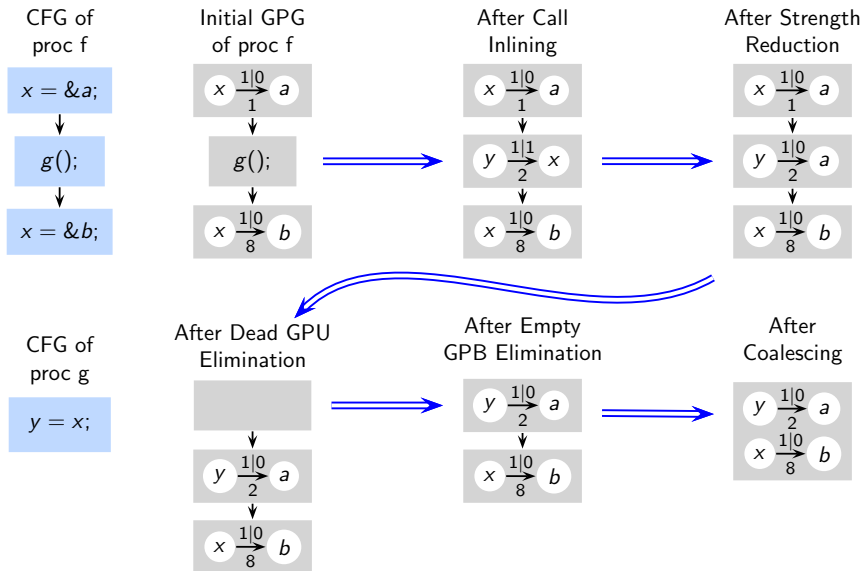 CFG of
proc f
x = &a;
g();
x = &b;
Initial GPG
of proc f
x 1|0 a
1
g();
x 1|0 b
8
After Call
Inlining
x 1|0 a
1
y 1|1 x
2
x 1|0 b
8
After Strength
Reduction
x 1|0 a
1
y 1|0 a
2
x 1|0 b
8
CFG of
proc g
y = x;
After Dead GPU
Elimination
y 1|0 a
2
x 1|0 b
8
After Empty
GPB Elimination
y 1|0 a
2
x 1|0 b
8
After
Coalescing
y 1|0 a
2
x 1|0 b
8